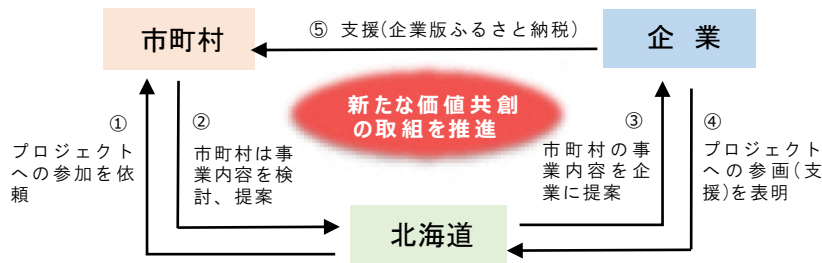 市町村
⑤ 支援(企業版ふるさと納税)
企 業
新たな価値共創
の取組を推進
①
プロジェクト
への参加を依
頼
②
市町村は事
業内容を検
討、提案
③
市町村の事
業内容を企
業に提案
④
プロジェクト
への参画(支
援)を表明
北海道